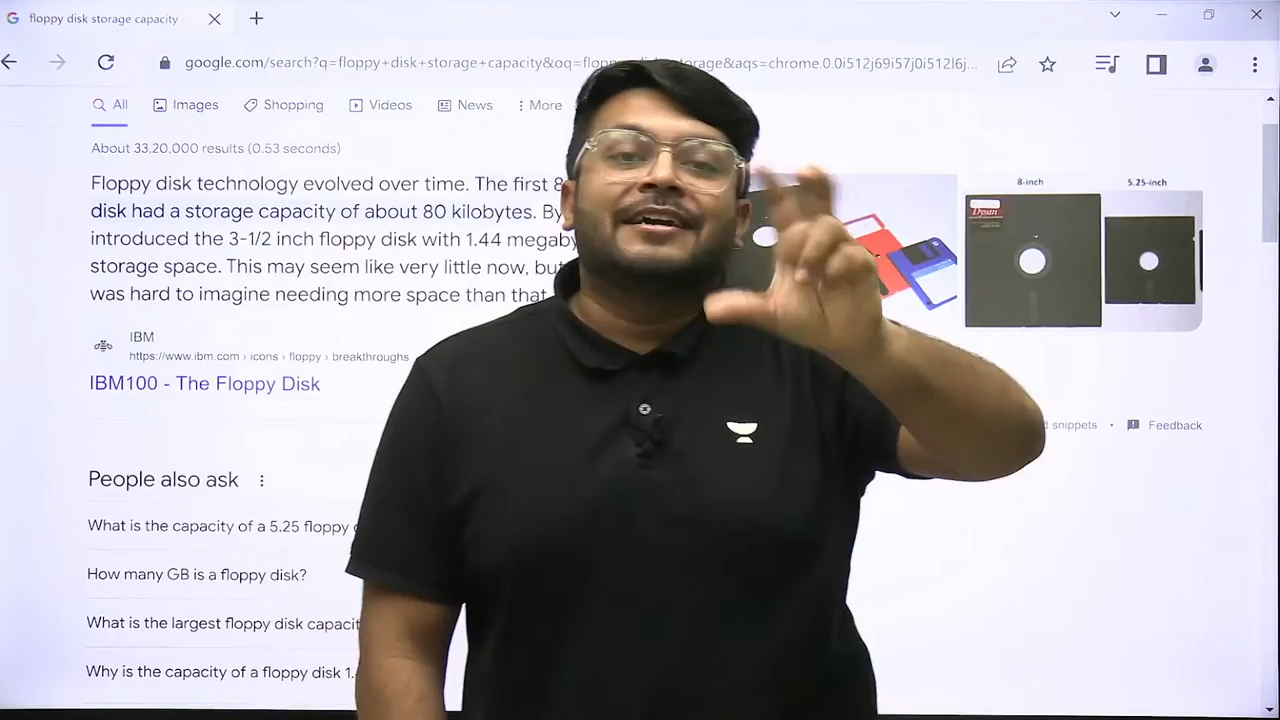 floppy disk storage capacity
google.com/search?q=floppy+disk+storage+capacity&oq=floppy
rage&aqs=chrome.0.0i512j69i57j0i512l6j...
All
Images
Shopping
Videos
News
More
About 33,20,000 results (0.53 seconds)
Floppy disk technology evolved over time. The first 8
disk had a storage capacity of about 80 kilobytes. By
introduced the 3-1/2 inch floppy disk with 1.44 megaby
storage space. This may seem like very little now, but
was hard to imagine needing more space than that
8-inch
5.25-inch
Dysan
IBM
https://www.ibm.com › icons › floppy › breakthroughs
IBM100 - The Floppy Disk
d snippets
•
Feedback
People also ask
What is the capacity of a 5.25 floppy
How many GB is a floppy disk?
What is the largest floppy disk capacit
Why is the capacity of a floppy disk 1.